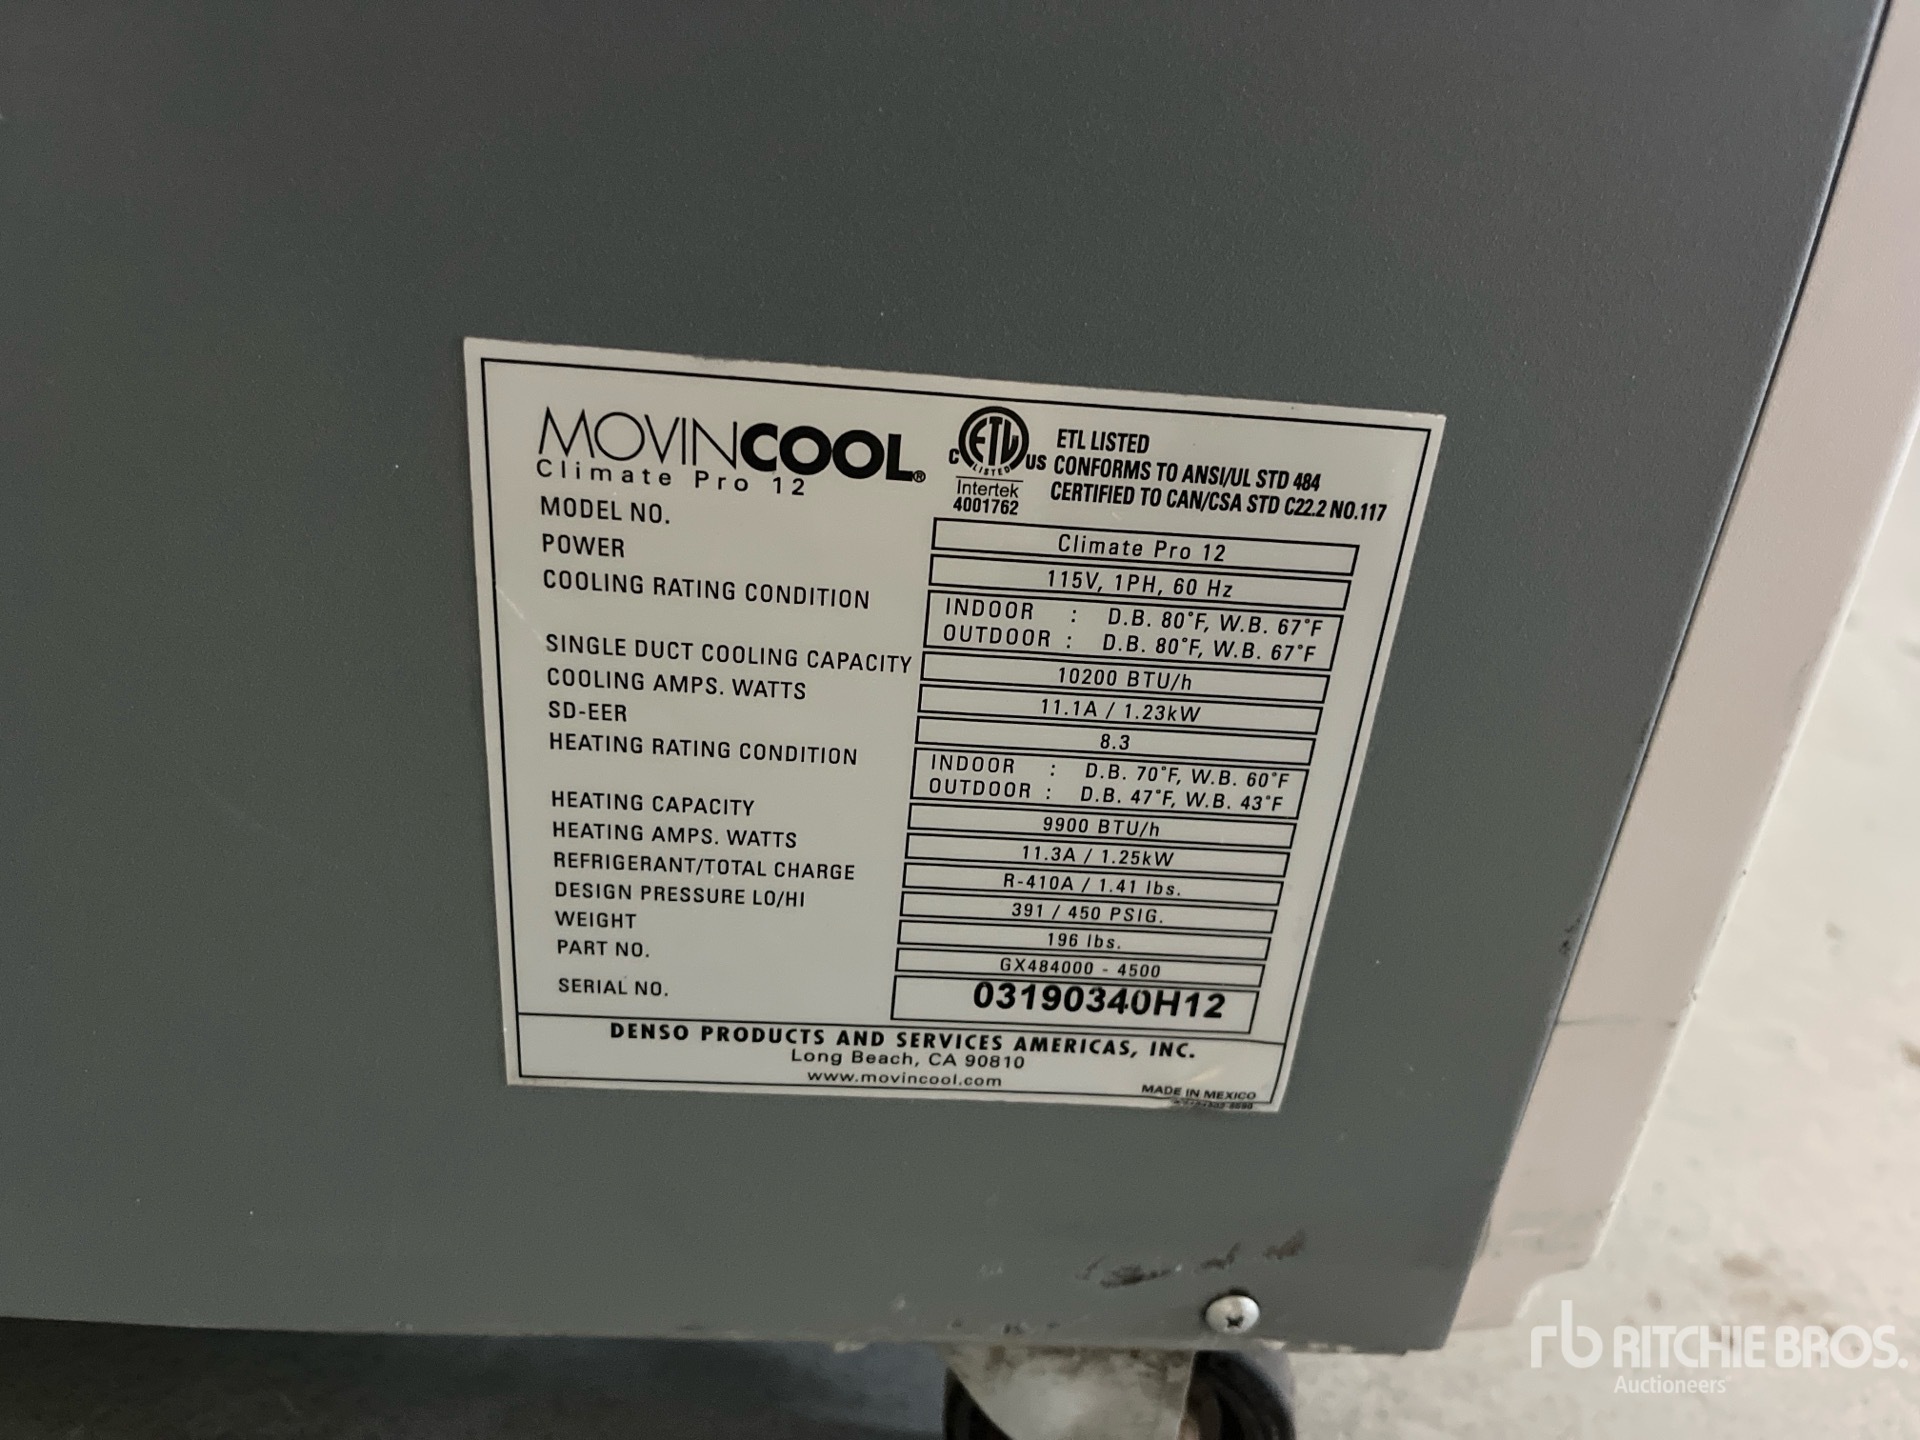 MOVINCOOL®
Climate Pro 12
C ETL LISTED US
Intertek
4001762
ETL LISTED
CONFORMS TO ANSI/UL STD 484
CERTIFIED TO CAN/CSA STD C22.2 NO.117
MODEL NO. Climate Pro 12
POWER 115V, 1PH, 60 Hz
COOLING RATING CONDITION INDOOR : D.B. 80°F, W.B. 67°F
OUTDOOR : D.B. 80°F, W.B. 67°F
SINGLE DUCT COOLING CAPACITY 10200 BTU/h
COOLING AMPS. WATTS 11.1A / 1.23kW
SD-EER 8.3
HEATING RATING CONDITION INDOOR : D.B. 70°F, W.B. 60°F
OUTDOOR : D.B. 47°F, W.B. 43°F
HEATING CAPACITY 9900 BTU/h
HEATING AMPS. WATTS 11.3A / 1.25kW
REFRIGERANT/TOTAL CHARGE R-410A / 1.41 lbs.
DESIGN PRESSURE LO/HI 391 / 450 PSIG.
WEIGHT 196 lbs.
PART NO. GX484000 - 4500
SERIAL NO. 03190340H12
DENSO PRODUCTS AND SERVICES AMERICAS, INC.
Long Beach, CA 90810
www.movincool.com
MADE IN MEXICO
rb RITCHIE BROS.
Auctioneers